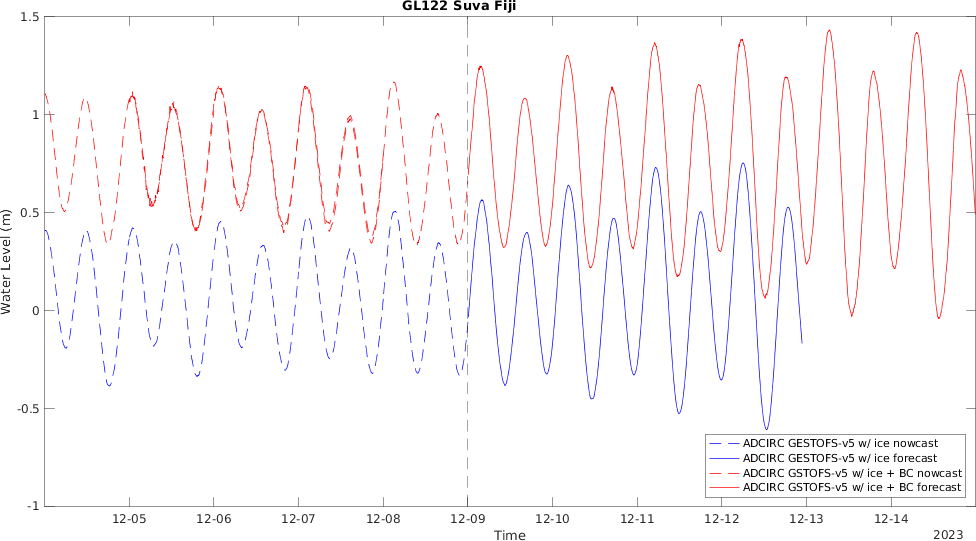 GL122 Suva Fiji
1.5
1
0.5
0
-0.5
-1
Water Level (m)
ADCIRC GESTOFS-v5 w/ ice nowcast
ADCIRC GESTOFS-v5 w/ ice forecast
ADCIRC GSTOFS-v5 w/ ice + BC nowcast
ADCIRC GSTOFS-v5 w/ ice + BC forecast
12-05 12-06 12-07 12-08 12-09 12-10 12-11 12-12 12-13 12-14
Time
2023